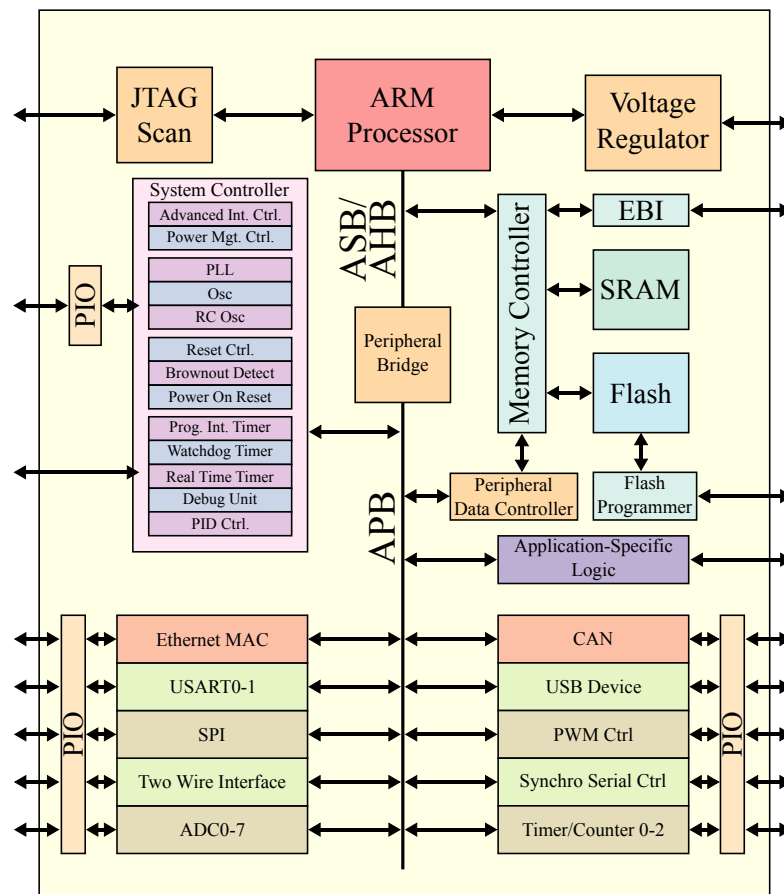 JTAG
Scan
ARM
Processor
Voltage
Regulator
System Controller
Advanced Int. Ctrl.
Power Mgt. Ctrl.
PLL
Osc
RC Osc
Reset Ctrl.
Brownout Detect
Power On Reset
Prog. Int. Timer
Watchdog Timer
Real Time Timer
Debug Unit
PID Ctrl.
PIO
ASB/
AHB
Peripheral
Bridge
APB
Memory Controller
EBI
SRAM
Flash
Peripheral
Data Controller
Flash
Programmer
Application-Specific
Logic
PIO
Ethernet MAC
USART0-1
SPI
Two Wire Interface
ADC0-7
CAN
USB Device
PWM Ctrl
Synchro Serial Ctrl
Timer/Counter 0-2
PIO